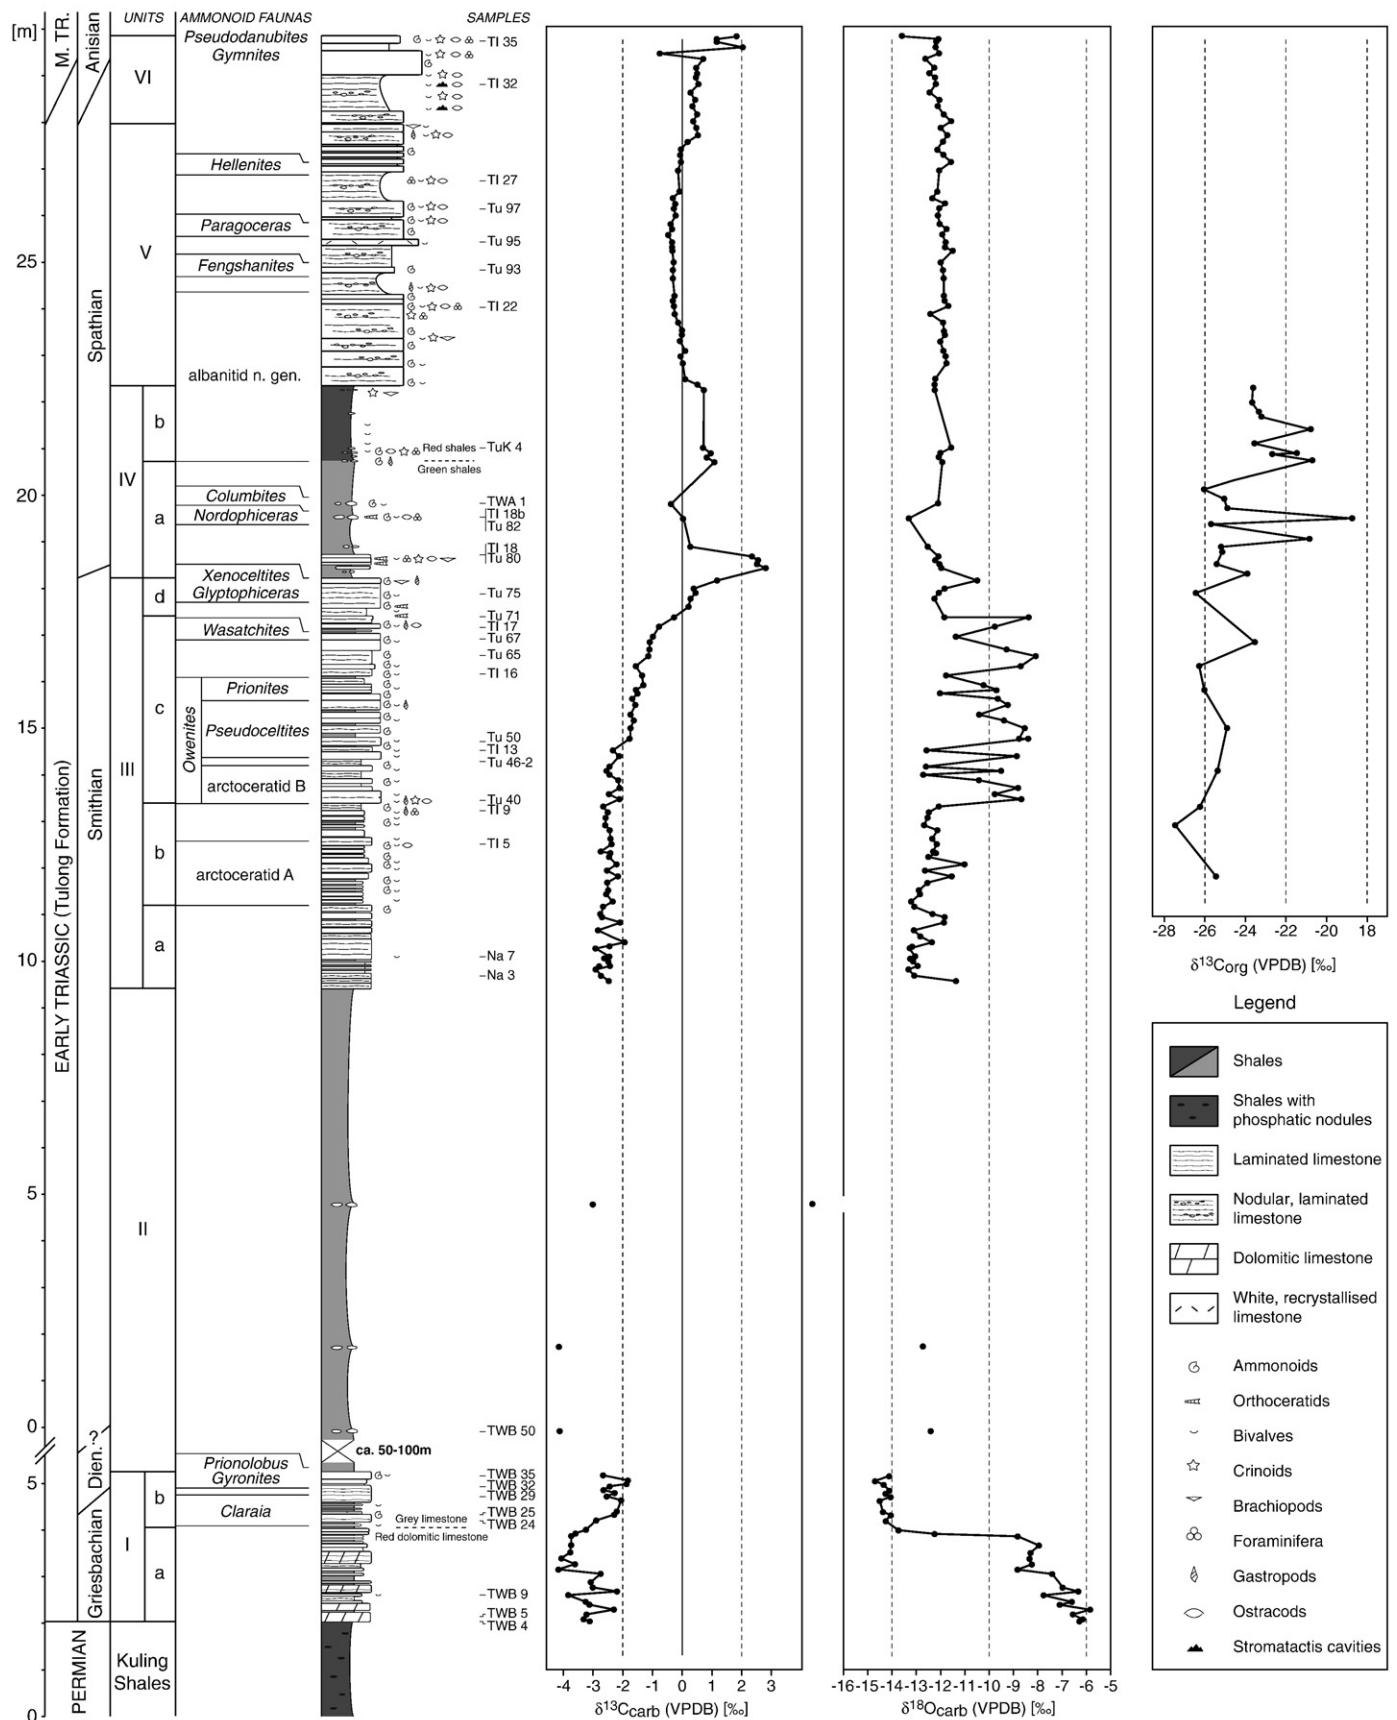 UNITS AMMONOID FAUNAS SAMPLES
[m]
M. TR.
Anisian
VI
Pseudodanubites
Gymnites
TI 35
TI 32
Hellenites
TI 27
Tu 97
Paragoceras
V
Tu 95
25
Fengshanites
Tu 93
TI 22
Spathian
albanitid n. gen.
b
Red shales
TuK 4
Green shales
IV
20
Columbites
TWA 1
Nordophiceras
TI 18b
Tu 82
a
TI 18
Tu 80
Xenoceltites
Glyptophiceras
d
Tu 75
Tu 71
TI 17
Wasatchites
Tu 67
Tu 65
TI 16
Prionites
c
Owenites
Pseudoceltites
15
Tu 50
TI 13
Tu 46-2
III
arctoceratid B
Tu 40
TI 9
Smithian
b
TI 5
arctoceratid A
a
Na 7
10
Na 3
EARLY TRIASSIC (Tulong Formation)
5
II
0
TWB 50
?
ca. 50-100m
Dien.
Prionolobus
Gyronites
TWB 35
TWB 32
5
TWB 29
b
Claraia
TWB 25
Grey limestone
TWB 24
Red dolomitic limestone
Griesbachian
I
a
TWB 9
TWB 5
TWB 4
PERMIAN
Kuling
Shales
0
-4 -3 -2 -1 0 1 2 3
δ¹³Ccarb (VPDB) [‰]
-16 -15 -14 -13 -12 -11 -10 -9 -8 -7 -6 -5
δ¹⁸Ocarb (VPDB) [‰]
-28 -26 -24 -22 -20 -18
δ¹³Corg (VPDB) [‰]
Legend
Shales
Shales with
phosphatic nodules
Laminated limestone
Nodular, laminated
limestone
Dolomitic limestone
White, recrystallised
limestone
Ammonoids
Orthoceratids
Bivalves
Crinoids
Brachiopods
Foraminifera
Gastropods
Ostracods
Stromatactis cavities